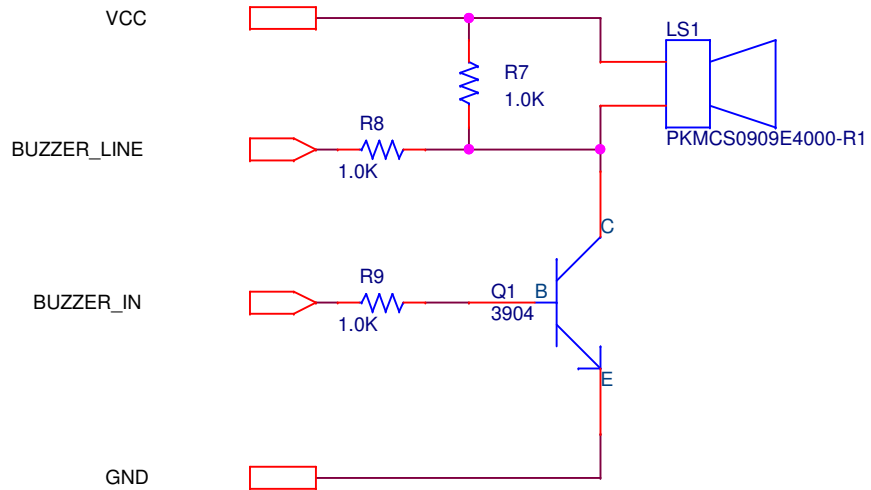 VCC
LS1
R7
1.0K
R8
BUZZER_LINE
1.0K
PKMCS0909E4000-R1
C
R9
BUZZER_IN
1.0K
Q1
B
3904
E
GND